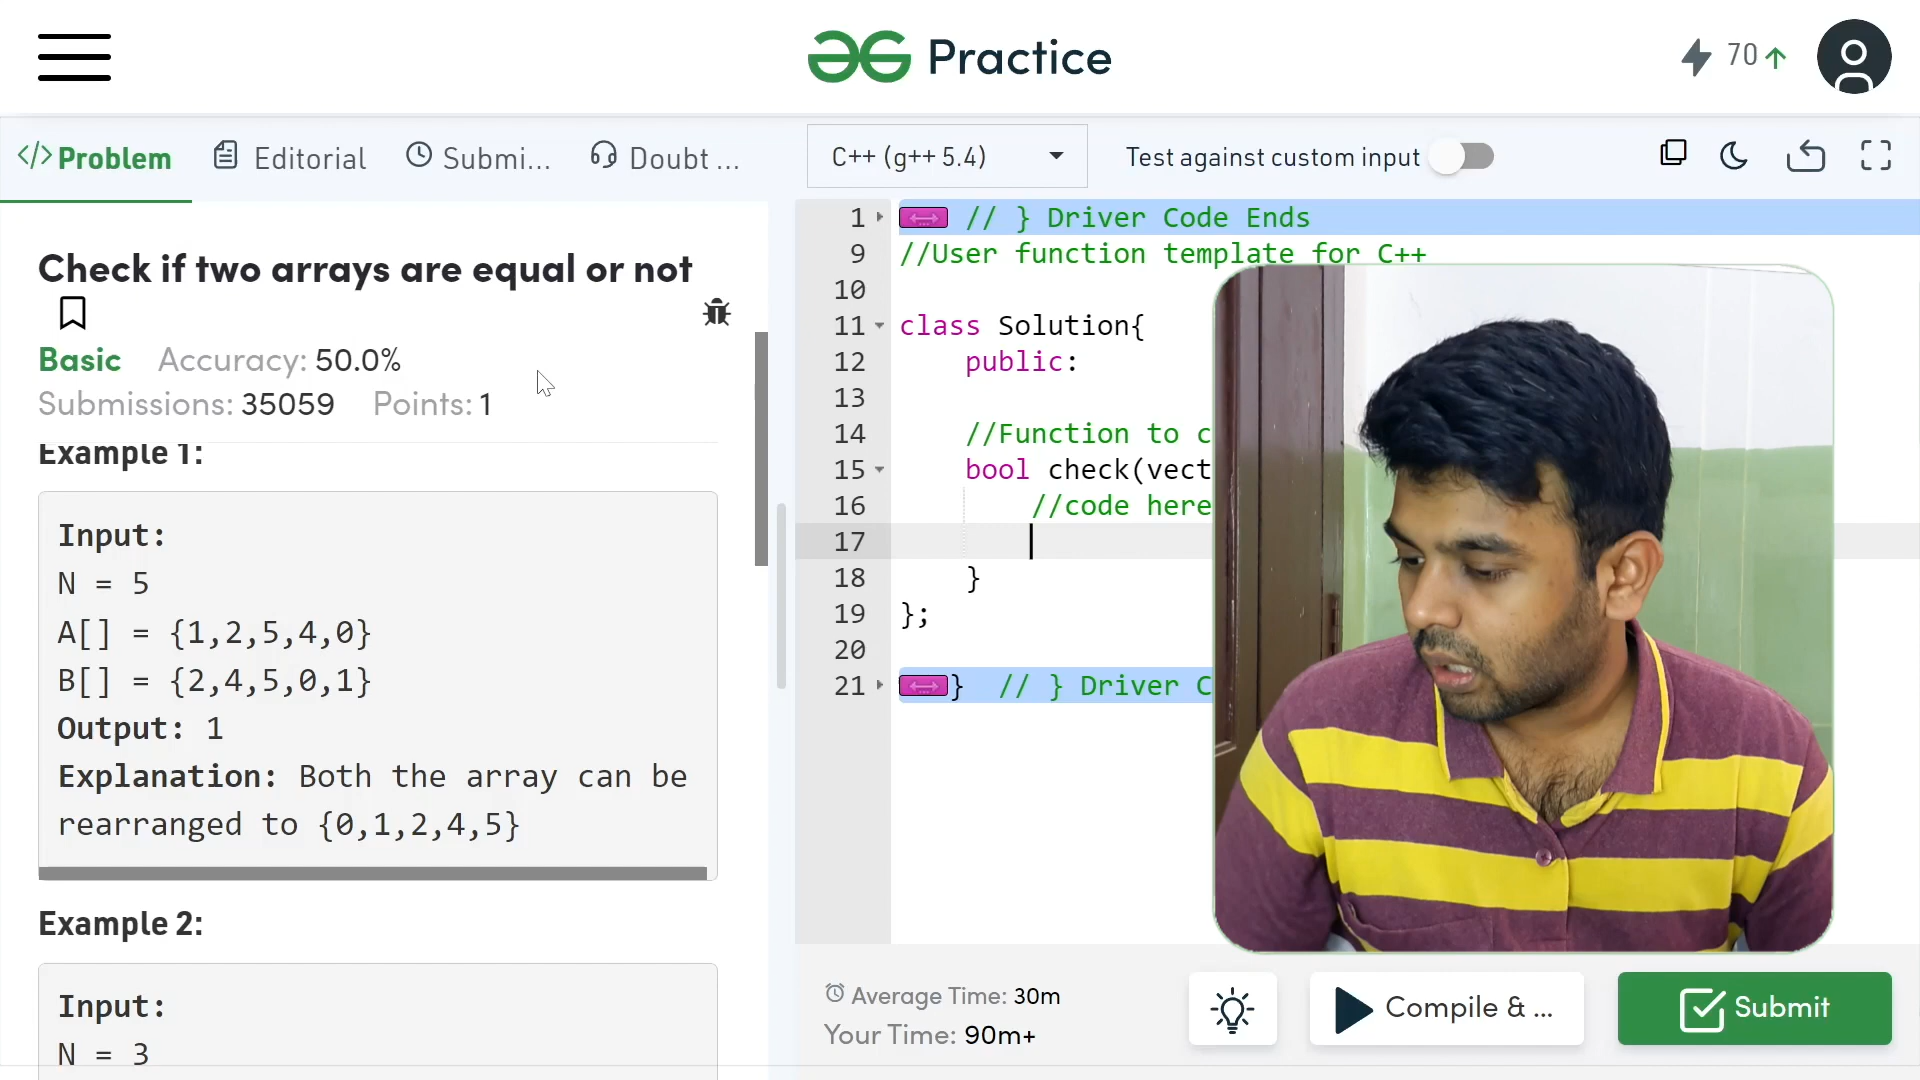 Practice
70
Problem
Editorial
Submi...
Doubt ...
C++ (g++ 5.4)
Test against custom input
Check if two arrays are equal or not
Basic Accuracy: 50.0%
Submissions: 35059 Points: 1
Example 1:
Input:
N = 5
A[] = {1,2,5,4,0}
B[] = {2,4,5,0,1}
Output: 1
Explanation: Both the array can be
rearranged to {0,1,2,4,5}
Example 2:
Input:
N = 3
1 // } Driver Code Ends
9 //User function template for C++
10
11 class Solution{
12 public:
13
14 //Function to c
15 bool check(vect
16 //code here
17
18 }
19 };
20
21 } // } Driver C
Average Time: 30m
Your Time: 90m+
Compile & ...
Submit